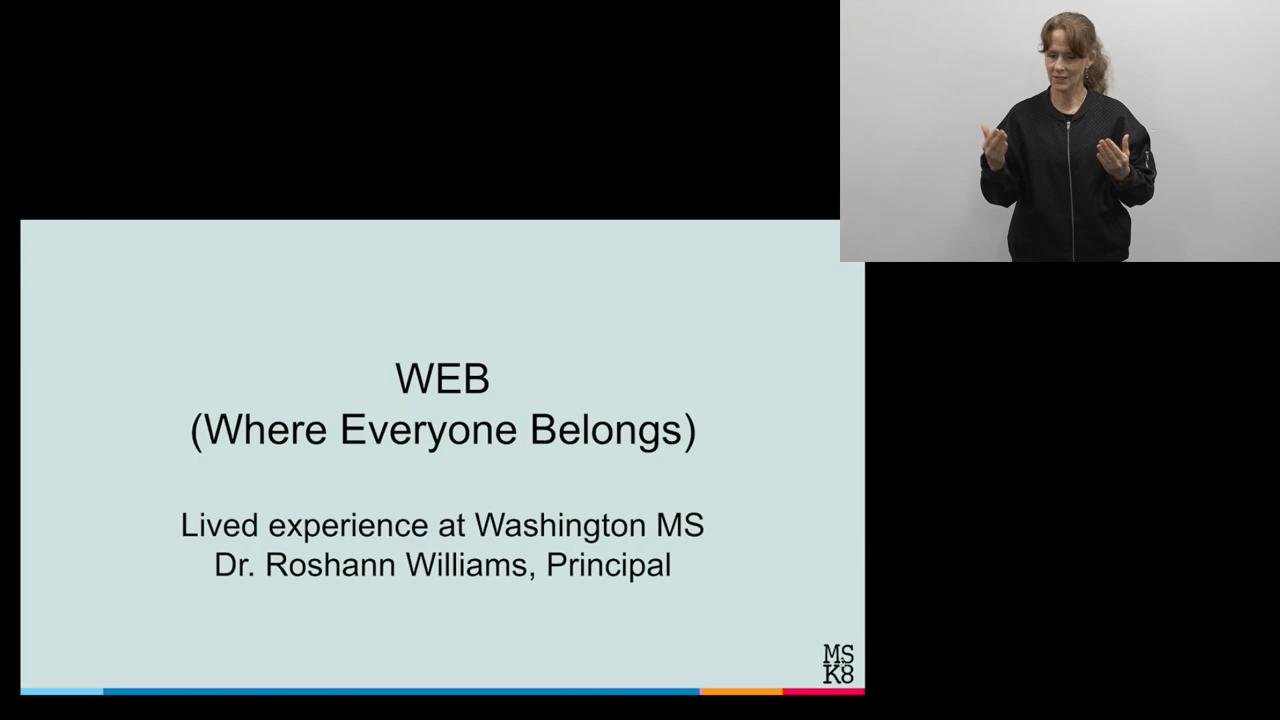 WEB
(Where Everyone Belongs)
Lived experience at Washington MS
Dr. Roshann Williams, Principal
MS
K8